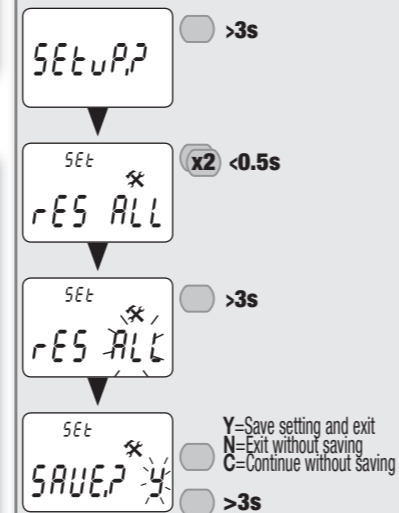 SEtuP.?
>3s
SEt
x2 <0.5s
rES ALL
SEt
>3s
rES ALL
SEt
SAVE.? Y
Y=Save setting and exit
N=Exit without saving
C=Continue without saving
>3s